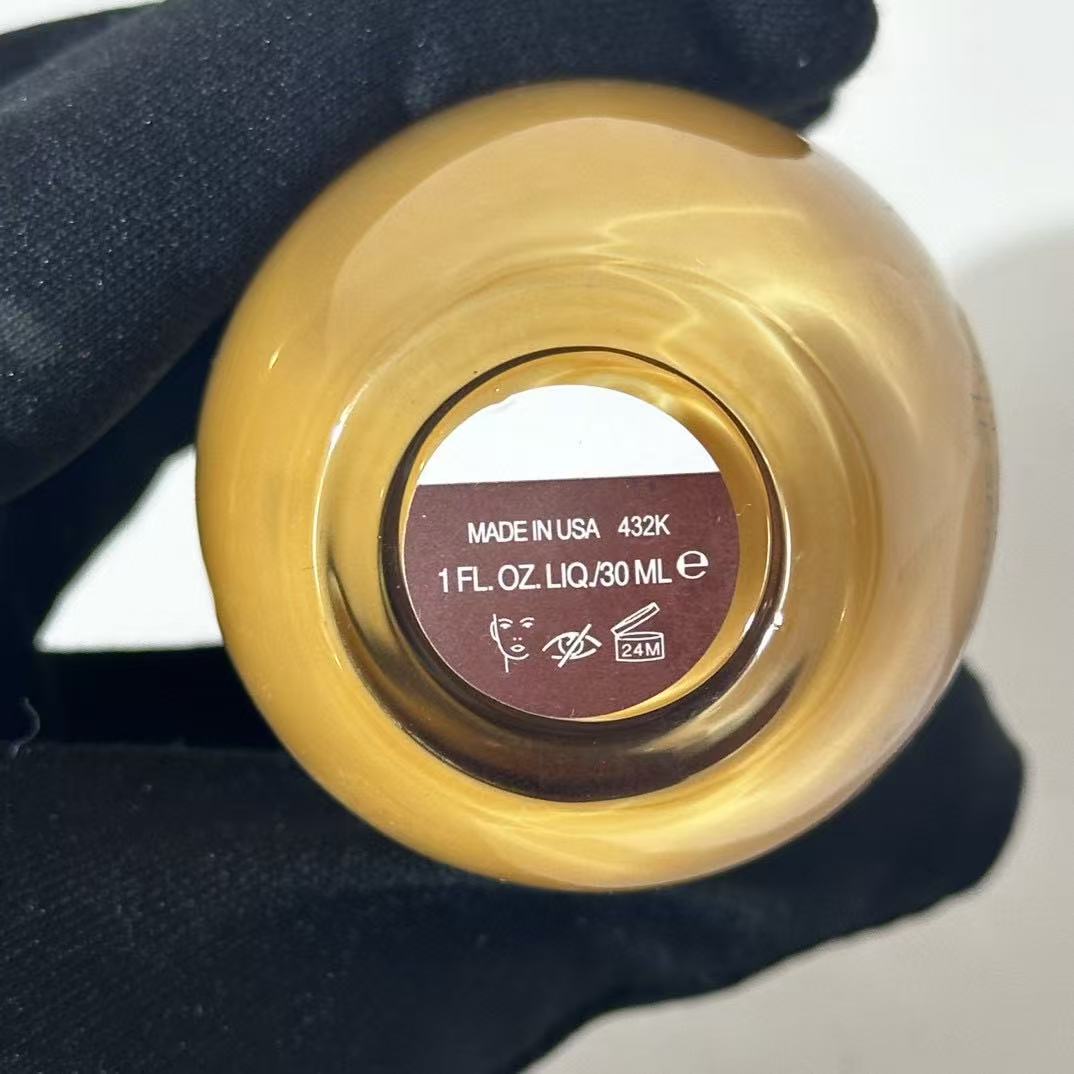 MADE IN USA 432K
1 FL. OZ. LIQ./30 ML ℮
24M